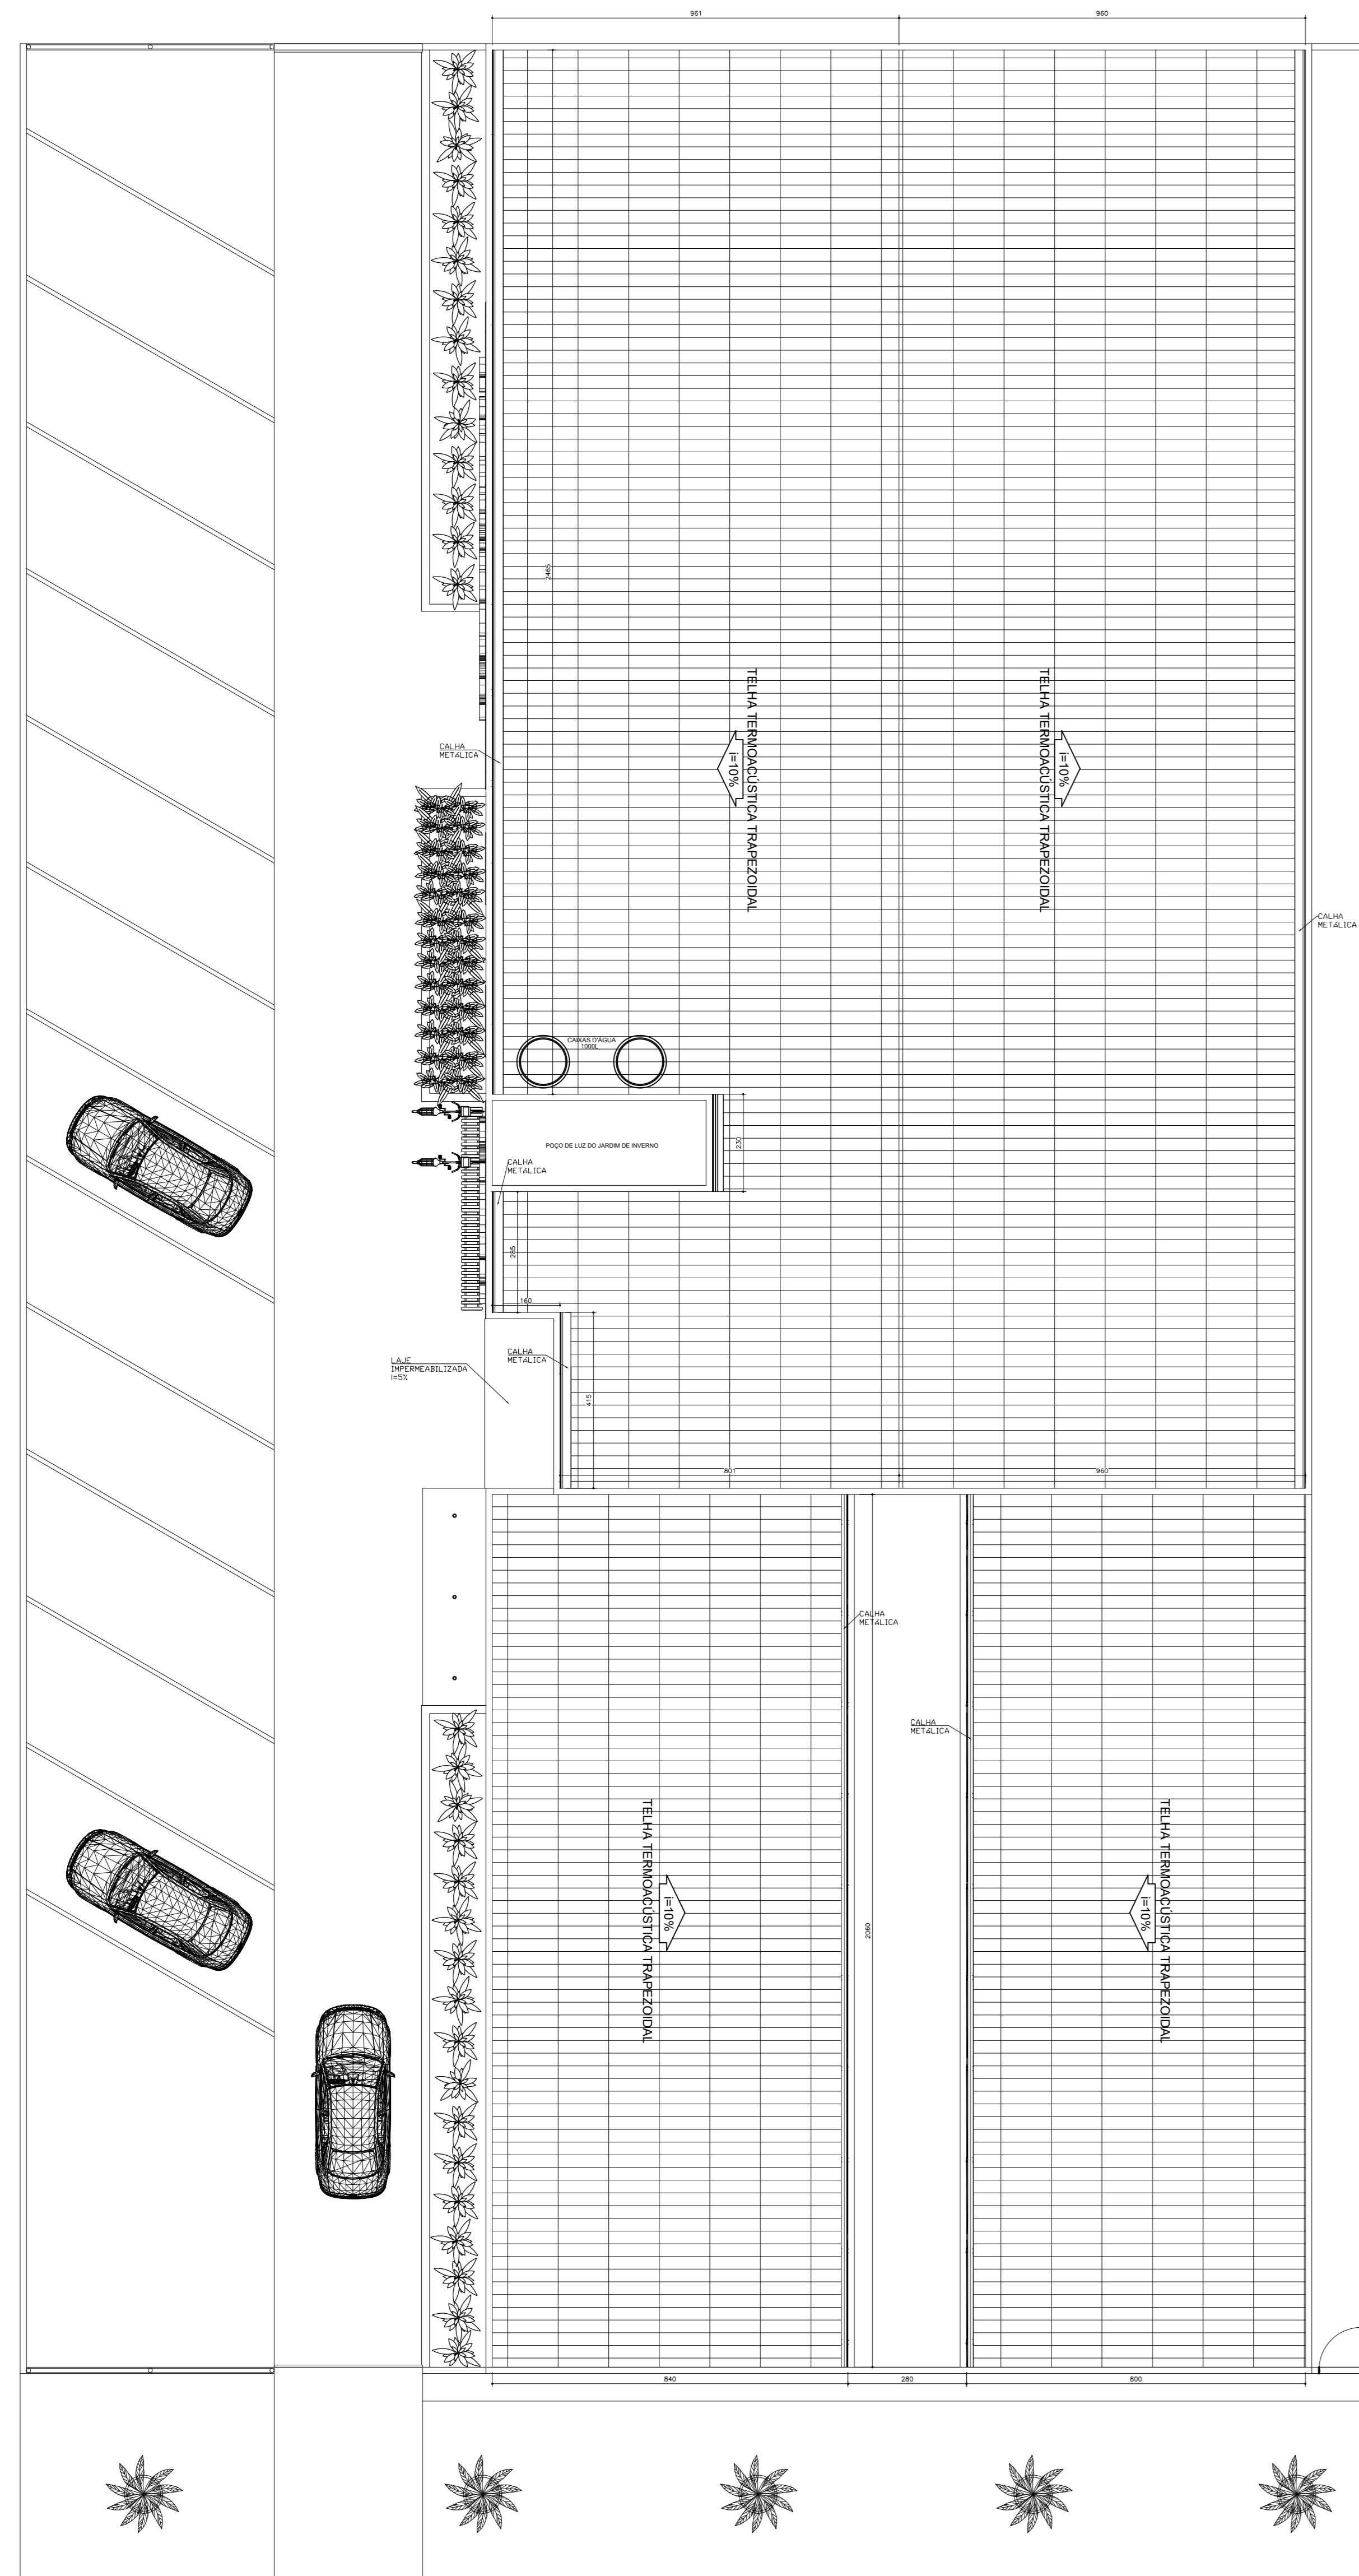 961
960
2465
TELHA TERMOACÚSTICA TRAPEZOIDAL
i=10%
TELHA TERMOACÚSTICA TRAPEZOIDAL
i=10%
CALHA
METÁLICA
CALHA
METÁLICA
CAIXAS D'ÁGUA
1000L
POÇO DE LUZ DO JARDIM DE INVERNO
230
CALHA
METÁLICA
285
160
CALHA
METÁLICA
LAJE
IMPERMEABILIZADA
i=5%
415
801
960
CALHA
METÁLICA
CALHA
METÁLICA
TELHA TERMOACÚSTICA TRAPEZOIDAL
i=10%
2060
TELHA TERMOACÚSTICA TRAPEZOIDAL
i=10%
840
280
800